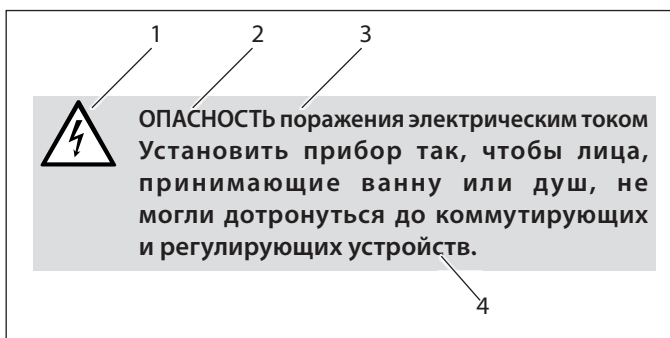 1 2 3
ОПАСНОСТЬ поражения электрическим током
Установить прибор так, чтобы лица,
принимающие ванну или душ, не
могли дотронуться до коммутирующих
и регулирующих устройств.
4